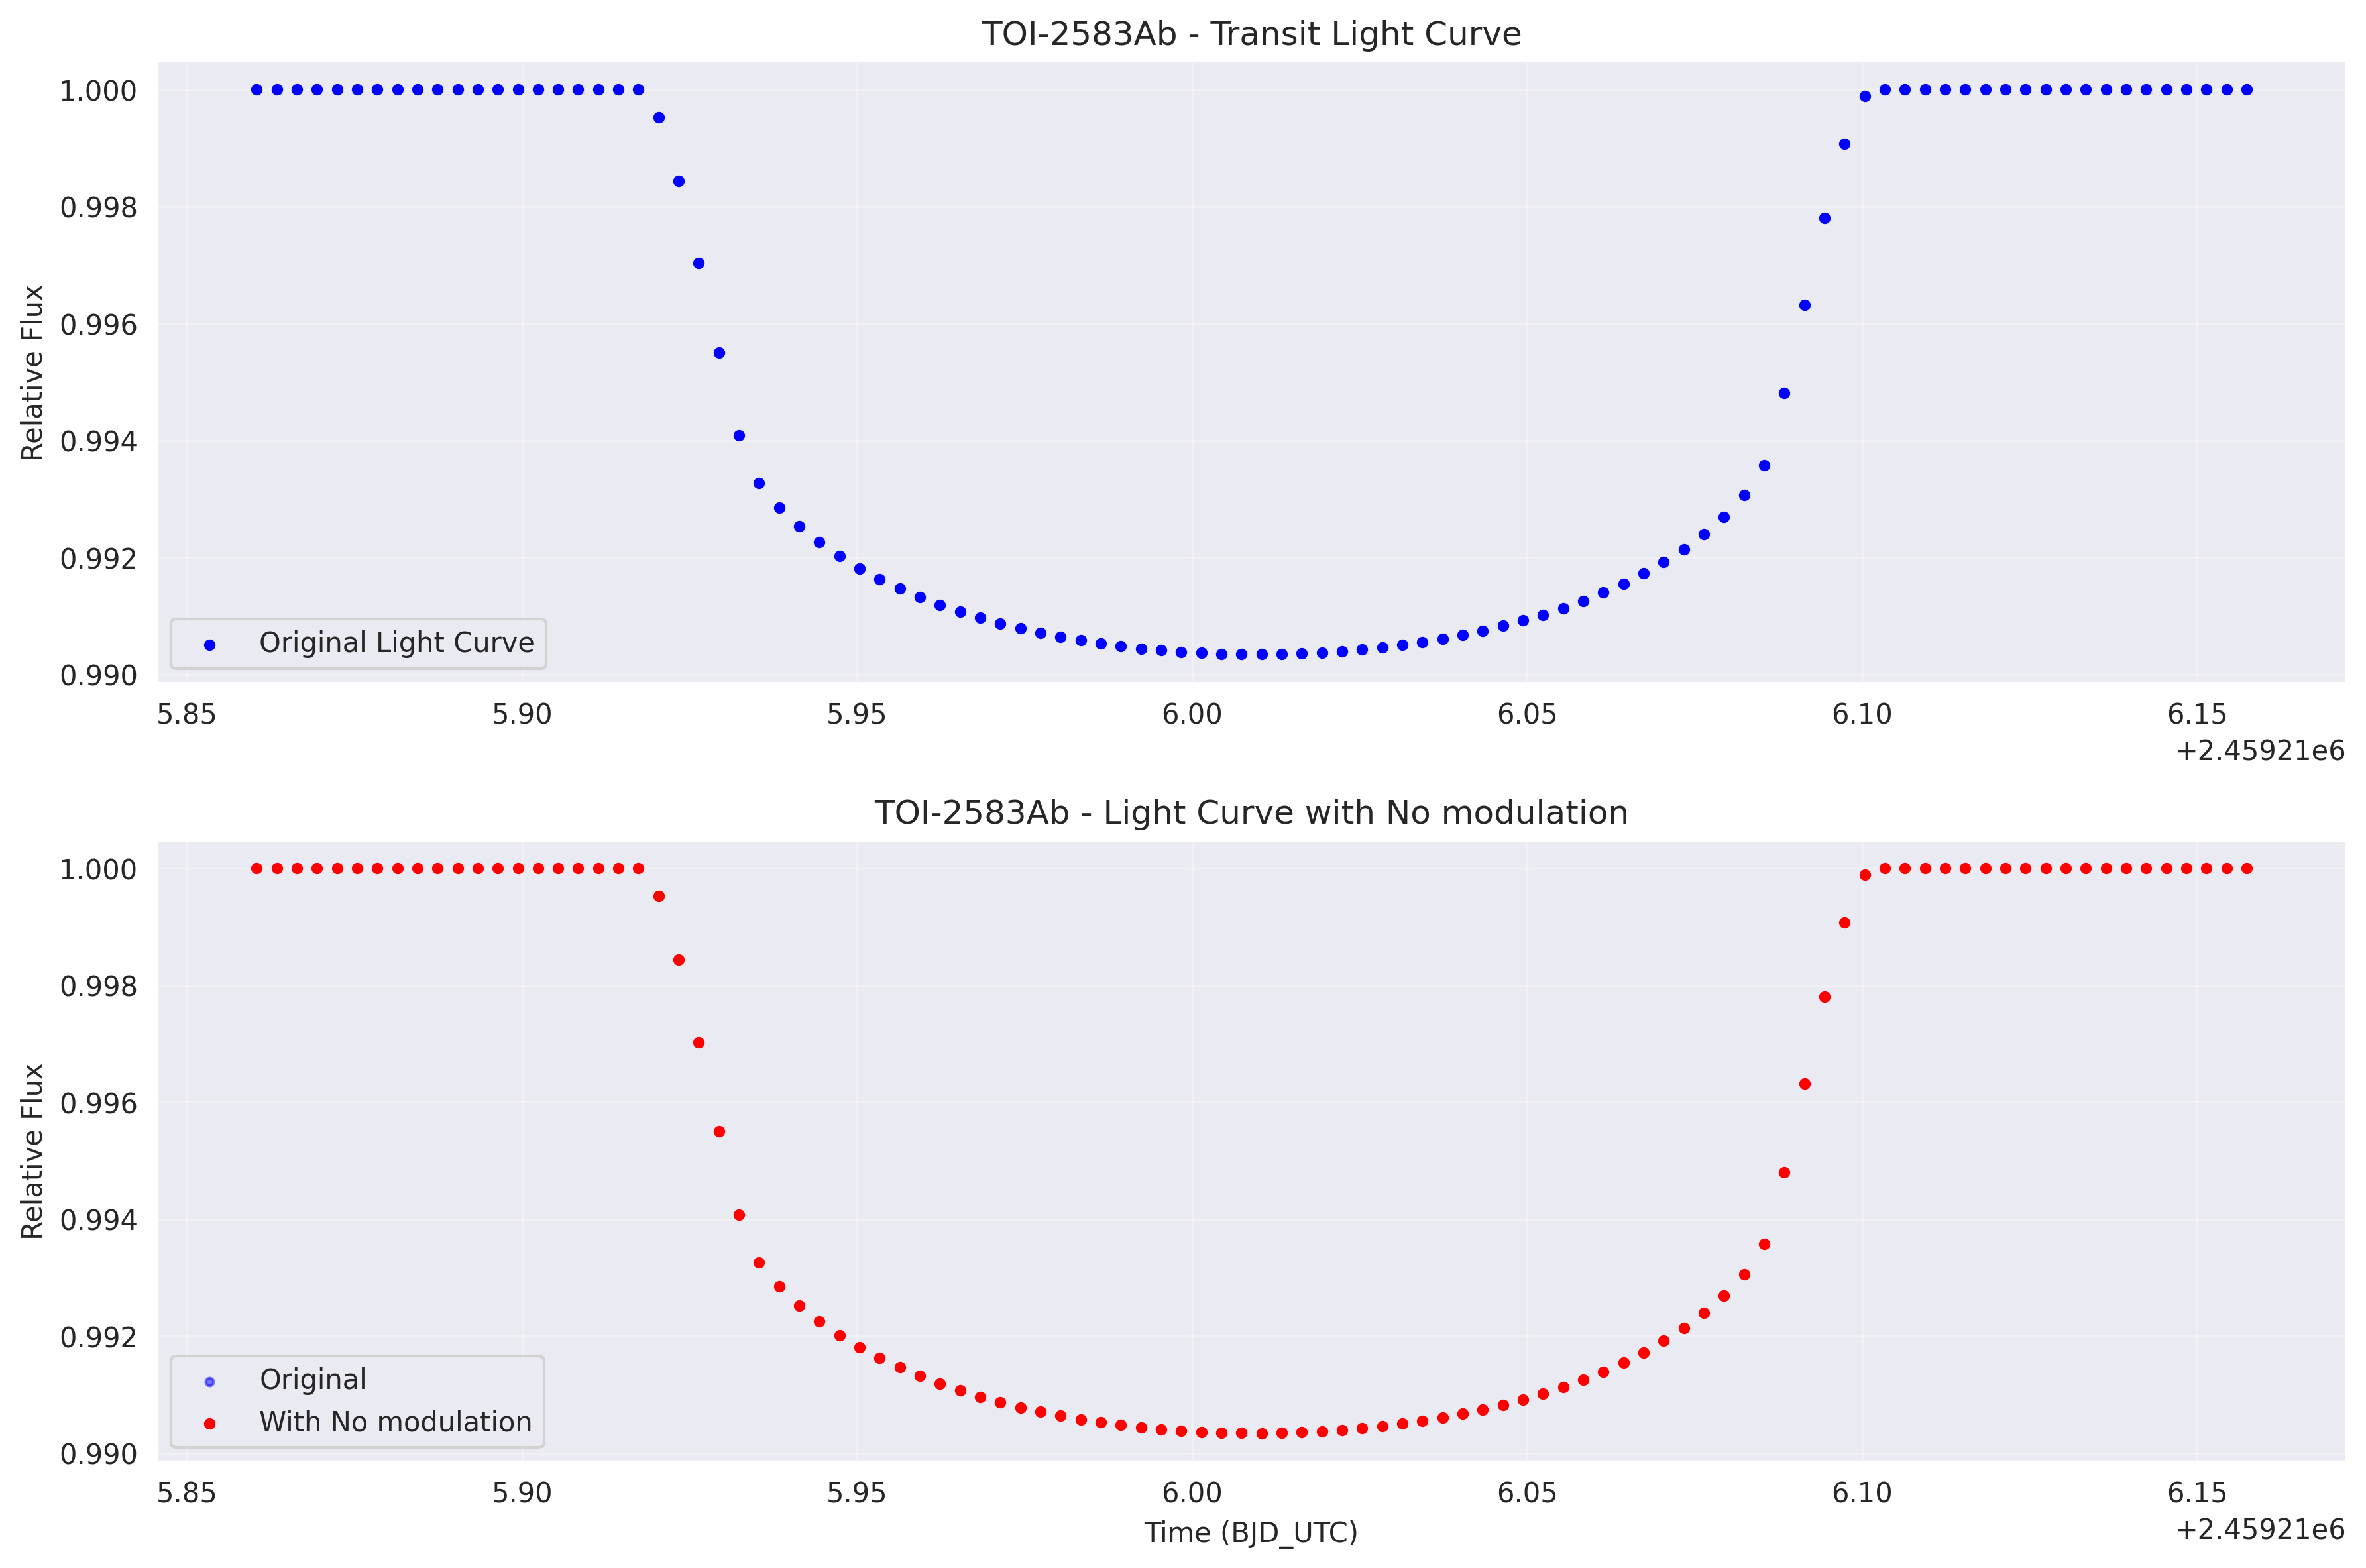 TOI-2583Ab - Transit Light Curve
Relative Flux
1.000
0.998
0.996
0.994
0.992
0.990
Original Light Curve
5.85 5.90 5.95 6.00 6.05 6.10 6.15
+2.45921e6
TOI-2583Ab - Light Curve with No modulation
Relative Flux
1.000
0.998
0.996
0.994
0.992
0.990
Original
With No modulation
5.85 5.90 5.95 6.00 6.05 6.10 6.15
Time (BJD_UTC)
+2.45921e6